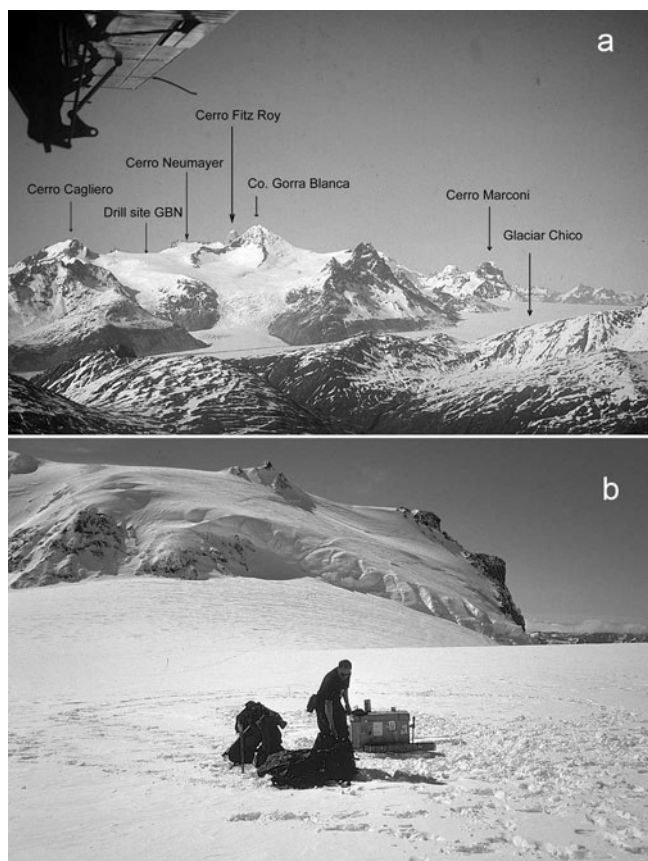 a
Cerro Fitz Roy
Cerro Neumayer
Cerro Cagliero
Co. Gorra Blanca
Cerro Marconi
Drill site GBN
Glaciar Chico
b